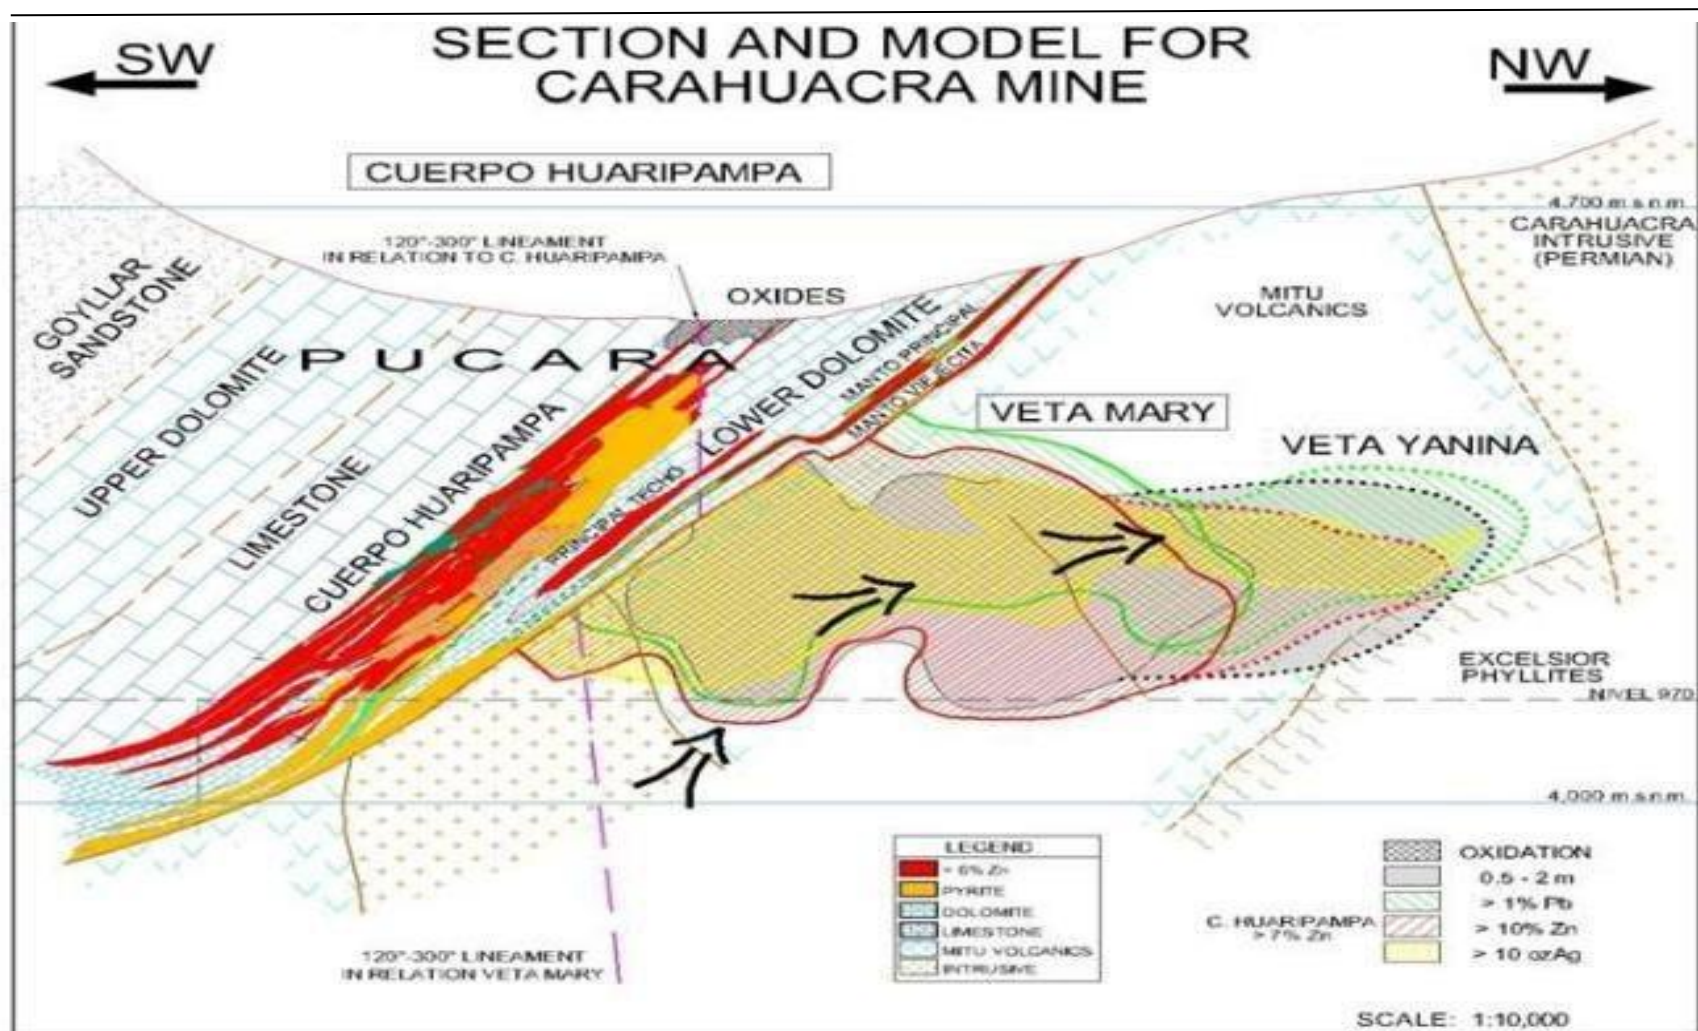 SECTION AND MODEL FOR
CARAHUACRA MINE
SW
NW
CUERPO HUARIPAMPA
4,700 m.s.n.m.
CARAHUACRA
INTRUSIVE
(PERMIAN)
120°-300° LINEAMENT
IN RELATION TO C. HUARIPAMPA
OXIDES
MITU
VOLCANICS
GOYLLAR
SANDSTONE
PUCARA
UPPER DOLOMITE
LIMESTONE
CUERPO HUARIPAMPA
LOWER DOLOMITE
MANTO PRINCIPAL
MANTO VIEJECITA
PRINCIPAL TECHO
VETA MARY
VETA YANINA
EXCELSIOR
PHYLLITES
NIVEL 970
4,000 m.s.n.m.
120°-300° LINEAMENT
IN RELATION VETA MARY
LEGEND
6% Zn
PYRITE
DOLOMITE
LIMESTONE
MITU VOLCANICS
INTRUSIVE
C. HUARIPAMPA
> 7% Zn
OXIDATION
0.5 - 2 m
> 1% Pb
> 10% Zn
> 10 ozAg
SCALE: 1:10,000